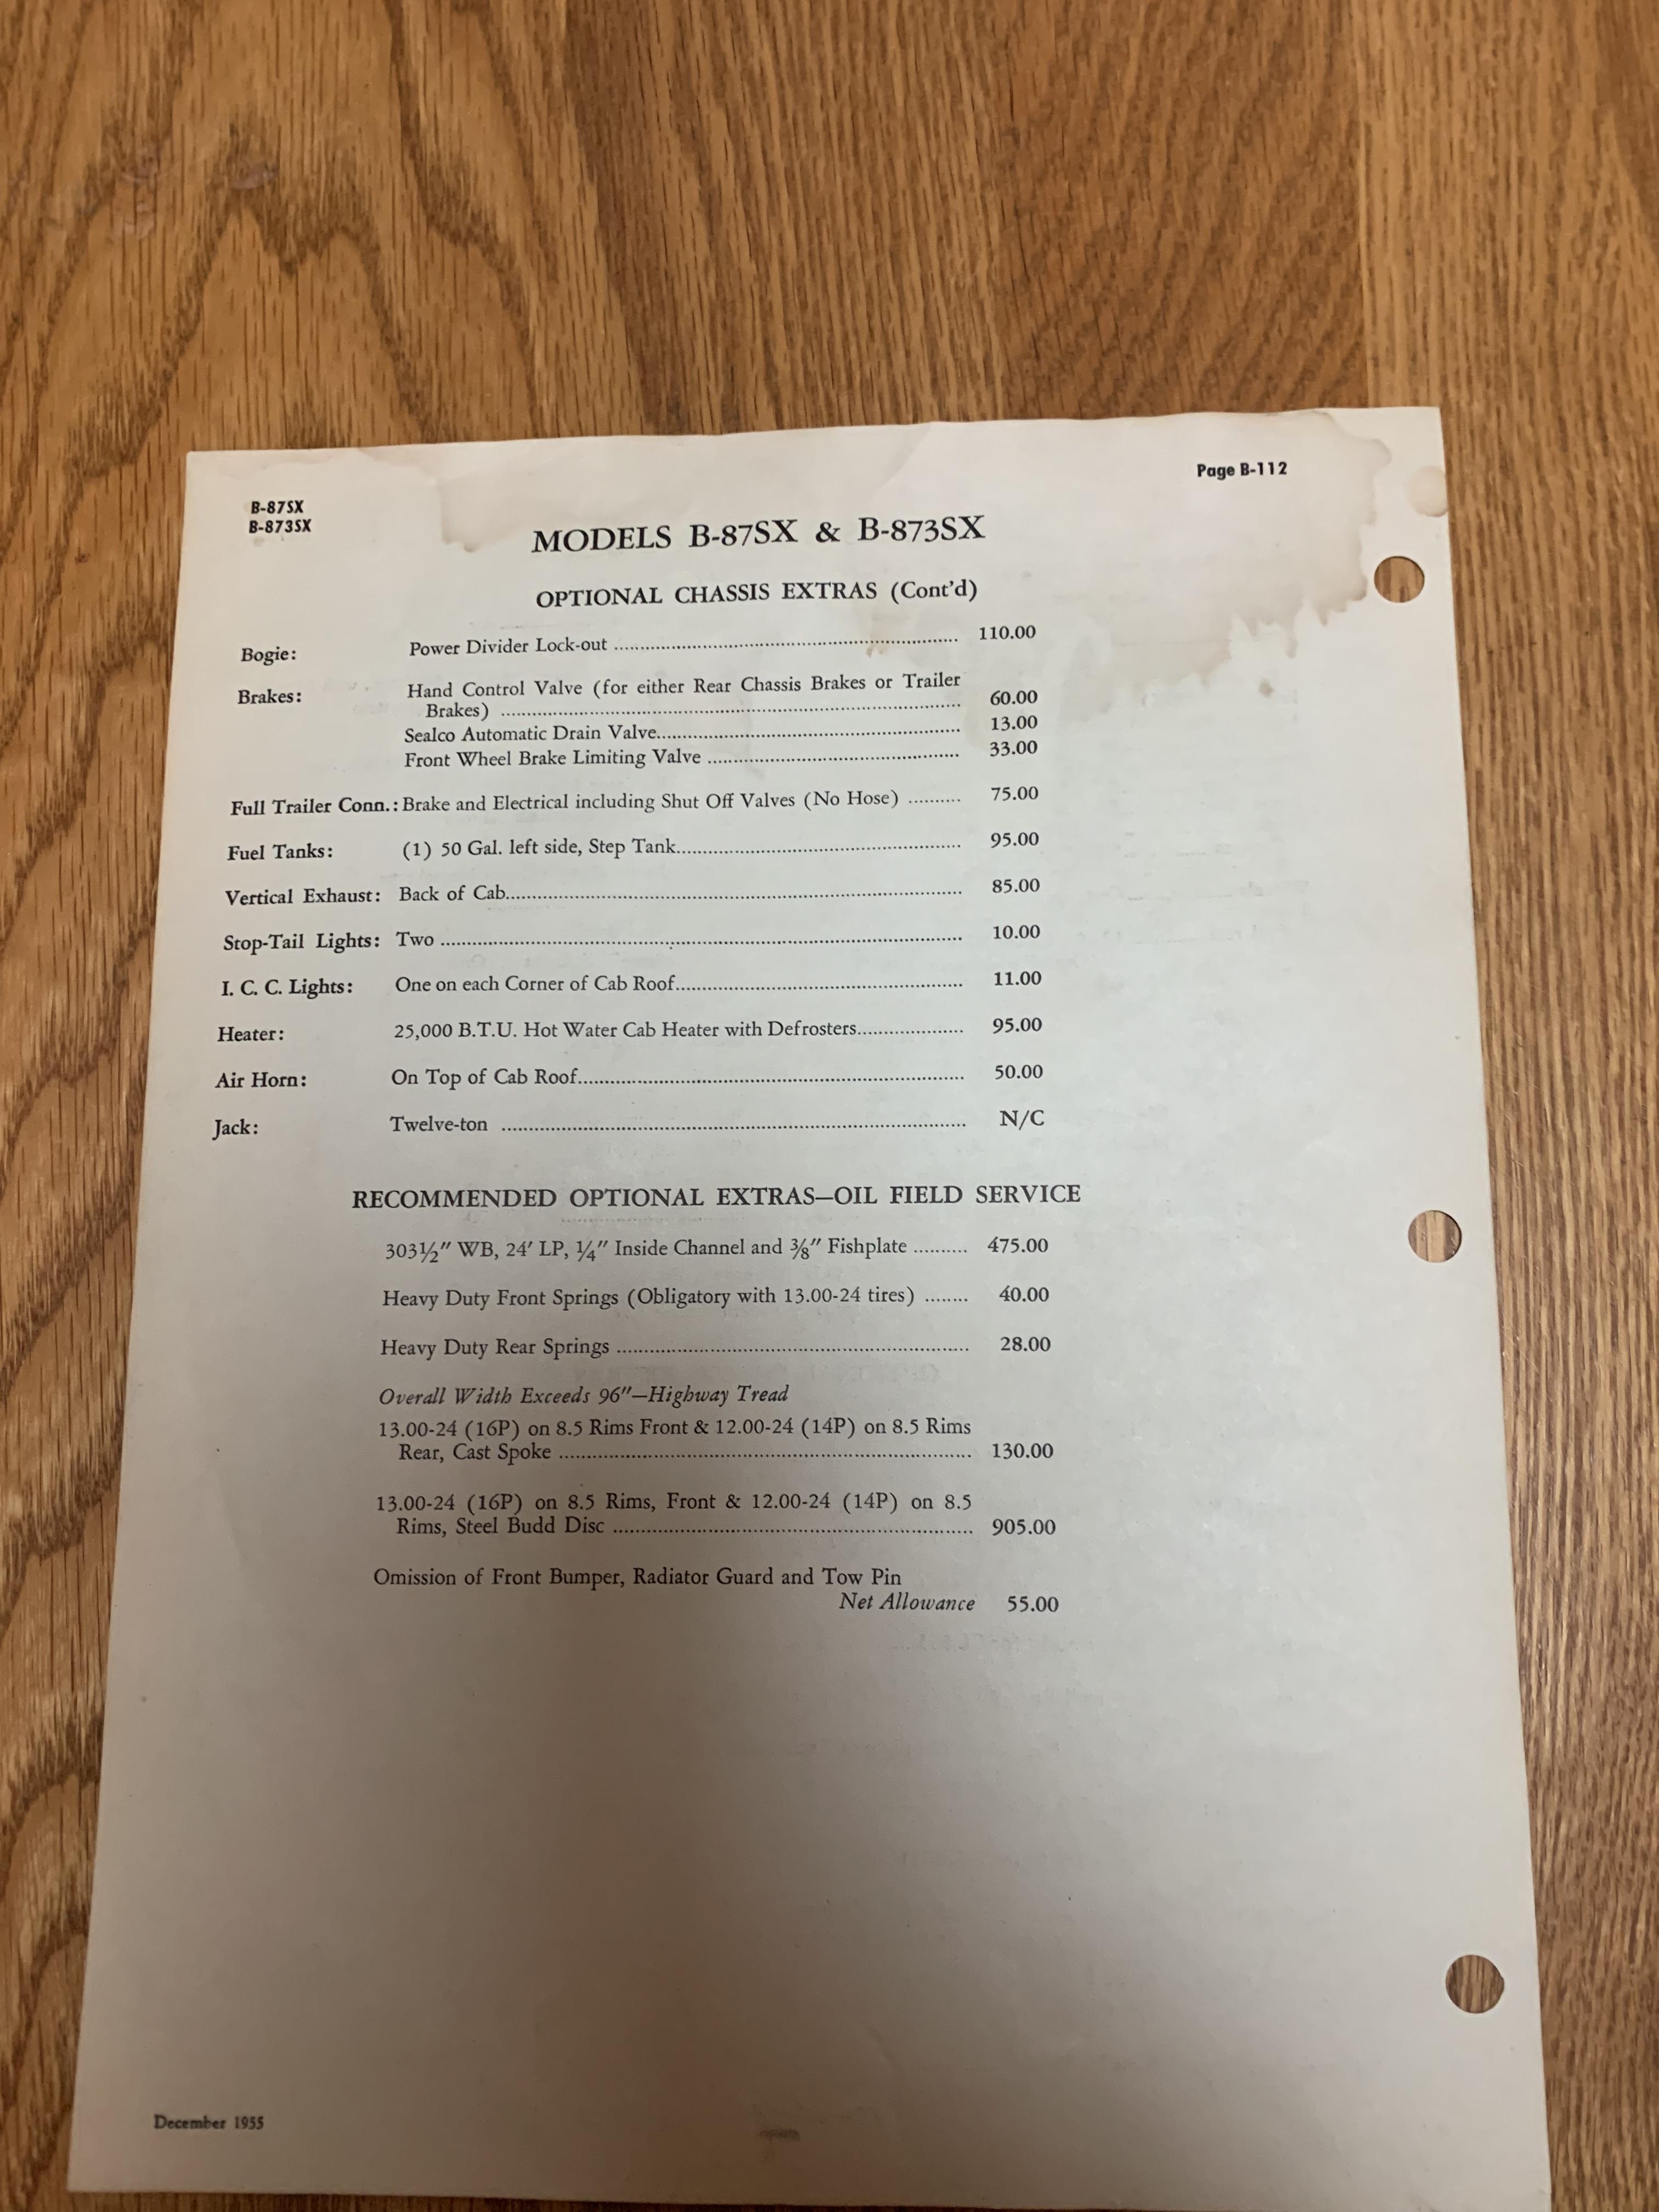 Page B-112
B-87SX
B-873SX
MODELS B-87SX & B-873SX
OPTIONAL CHASSIS EXTRAS (Cont'd)
Bogie: Power Divider Lock-out .......... 110.00
Brakes: Hand Control Valve (for either Rear Chassis Brakes or Trailer
Brakes) .......... 60.00
Sealco Automatic Drain Valve.......... 13.00
Front Wheel Brake Limiting Valve .......... 33.00
Full Trailer Conn.: Brake and Electrical including Shut Off Valves (No Hose) .......... 75.00
Fuel Tanks: (1) 50 Gal. left side, Step Tank.......... 95.00
Vertical Exhaust: Back of Cab.......... 85.00
Stop-Tail Lights: Two .......... 10.00
I. C. C. Lights: One on each Corner of Cab Roof.......... 11.00
Heater: 25,000 B.T.U. Hot Water Cab Heater with Defrosters.......... 95.00
Air Horn: On Top of Cab Roof.......... 50.00
Jack: Twelve-ton .......... N/C
RECOMMENDED OPTIONAL EXTRAS—OIL FIELD SERVICE
303½″ WB, 24′ LP, ¼″ Inside Channel and ⅜″ Fishplate .......... 475.00
Heavy Duty Front Springs (Obligatory with 13.00-24 tires) ........ 40.00
Heavy Duty Rear Springs .......... 28.00
Overall Width Exceeds 96″—Highway Tread
13.00-24 (16P) on 8.5 Rims Front & 12.00-24 (14P) on 8.5 Rims
Rear, Cast Spoke .......... 130.00
13.00-24 (16P) on 8.5 Rims, Front & 12.00-24 (14P) on 8.5
Rims, Steel Budd Disc .......... 905.00
Omission of Front Bumper, Radiator Guard and Tow Pin
Net Allowance 55.00
December 1955